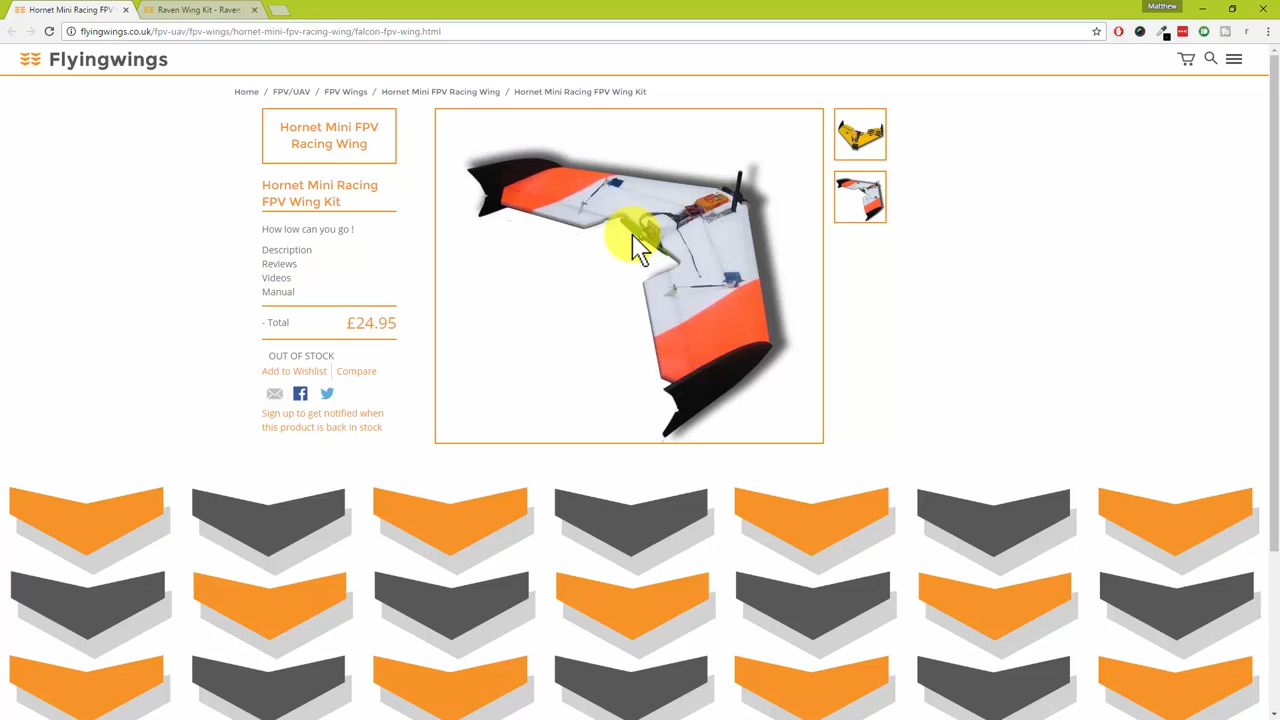 Matthew
Hornet Mini Racing FPV
Raven Wing Kit - Raven
flyingwings.co.uk/fpv-uav/fpv-wings/hornet-mini-fpv-racing-wing/falcon-fpv-wing.html
Flyingwings
Home / FPV/UAV / FPV Wings / Hornet Mini FPV Racing Wing / Hornet Mini Racing FPV Wing Kit
Hornet Mini FPV
Racing Wing
Hornet Mini Racing
FPV Wing Kit
How low can you go !
Description
Reviews
Videos
Manual
- Total £24.95
OUT OF STOCK
Add to Wishlist Compare
Sign up to get notified when
this product is back in stock